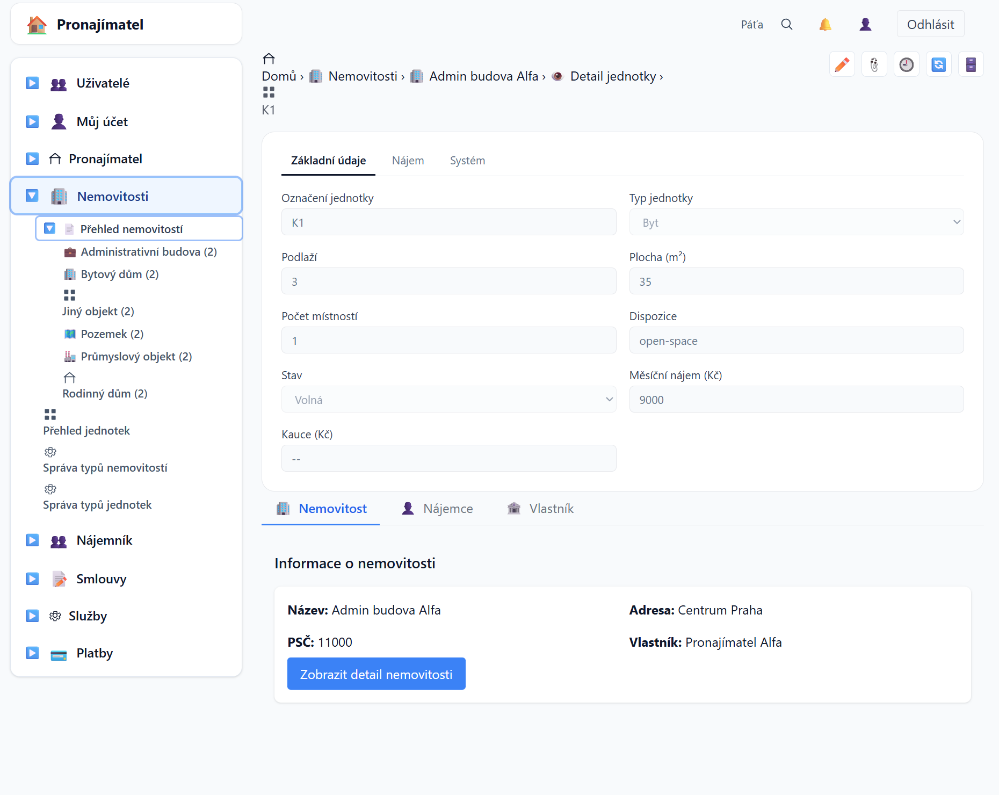 Pronajímatel
Páťa
Odhlásit
Uživatelé
Můj účet
Pronajímatel
Nemovitosti
Přehled nemovitostí
Administrativní budova (2)
Bytový dům (2)
Jiný objekt (2)
Pozemek (2)
Průmyslový objekt (2)
Rodinný dům (2)
Přehled jednotek
Správa typů nemovitostí
Správa typů jednotek
Nájemník
Smlouvy
Služby
Platby
Domů › Nemovitosti › Admin budova Alfa › Detail jednotky ›
K1
Základní údaje Nájem Systém
Označení jednotky
K1
Typ jednotky
Byt
Podlaží
3
Plocha (m²)
35
Počet místností
1
Dispozice
open-space
Stav
Volná
Měsíční nájem (Kč)
9000
Kauce (Kč)
--
Nemovitost Nájemce Vlastník
Informace o nemovitosti
Název: Admin budova Alfa
Adresa: Centrum Praha
PSČ: 11000
Vlastník: Pronajímatel Alfa
Zobrazit detail nemovitosti